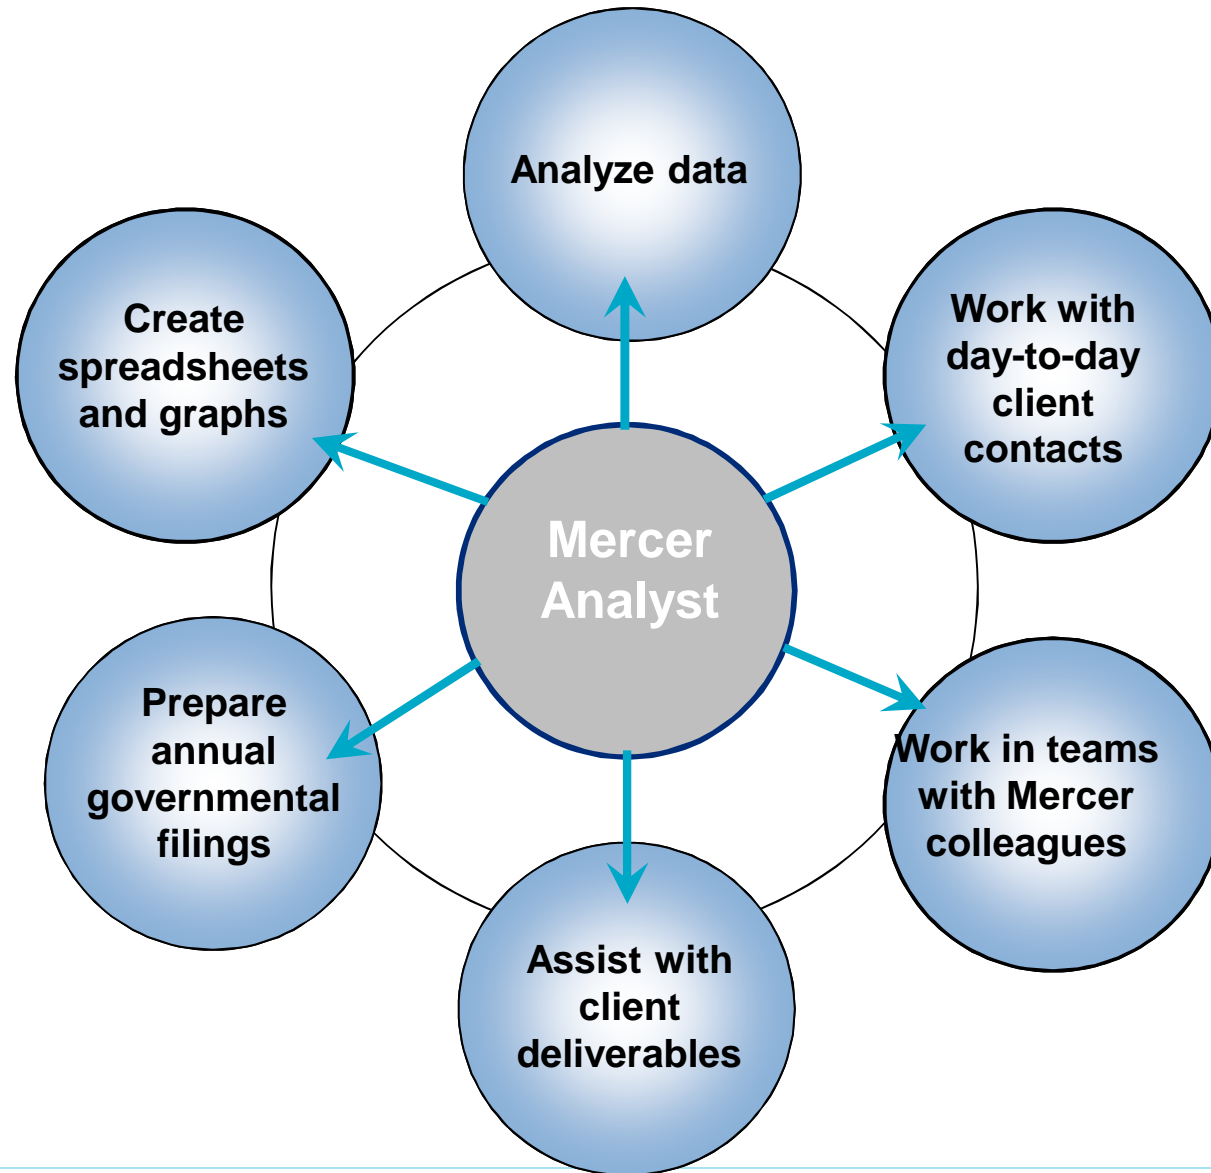 Analyze data
Create
spreadsheets
and graphs
Work with
day-to-day
client
contacts
Mercer
Analyst
Prepare
annual
governmental
filings
Work in teams
with Mercer
colleagues
Assist with
client
deliverables